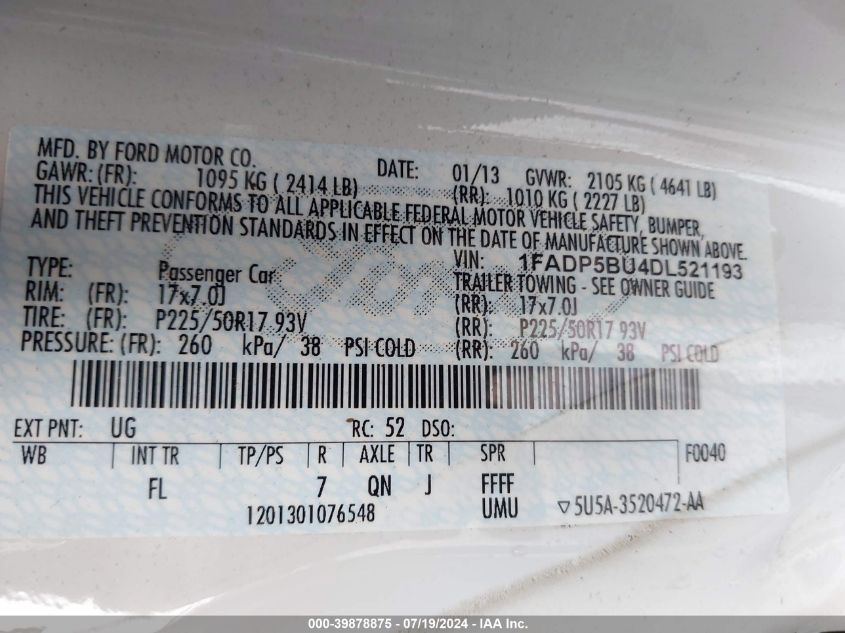 MFD. BY FORD MOTOR CO. DATE: 01/13 GVWR: 2105 KG ( 4641 LB)
GAWR: (FR): 1095 KG ( 2414 LB) (RR): 1010 KG ( 2227 LB)
THIS VEHICLE CONFORMS TO ALL APPLICABLE FEDERAL MOTOR VEHICLE SAFETY, BUMPER,
AND THEFT PREVENTION STANDARDS IN EFFECT ON THE DATE OF MANUFACTURE SHOWN ABOVE.
VIN: 1FADP5BU4DL521193
TYPE: Passenger Car TRAILER TOWING - SEE OWNER GUIDE
RIM: (FR): 17x7.0J (RR): 17x7.0J
TIRE: (FR): P225/50R17 93V (RR): P225/50R17 93V
PRESSURE: (FR): 260 kPa/ 38 PSI COLD (RR): 260 kPa/ 38 PSI COLD
EXT PNT: UG RC: 52 DSO:
WB INT TR TP/PS R AXLE TR SPR F0040
FL 7 QN J FFFF
1201301076548 UMU ▽5U5A-3520472-AA
000-39878875 - 07/19/2024 - IAA Inc.